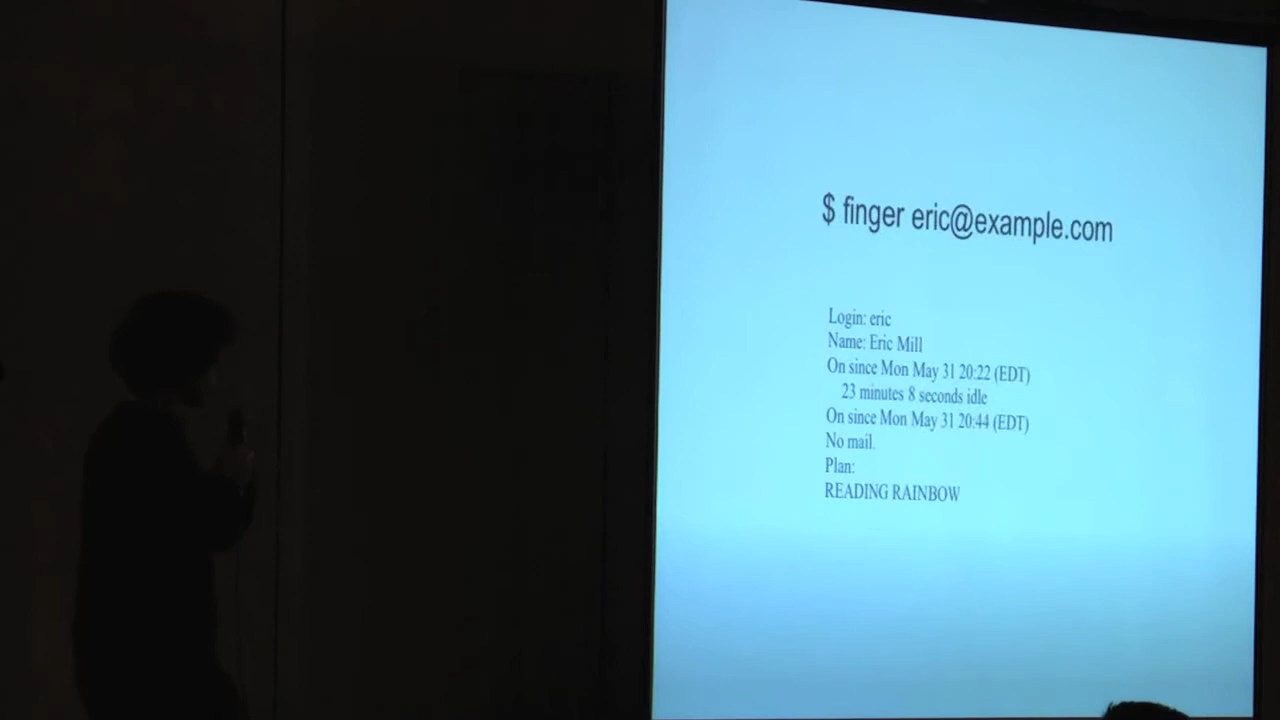 $ finger eric@example.com
Login: eric
Name: Eric Mill
On since Mon May 31 20:22 (EDT)
23 minutes 8 seconds idle
On since Mon May 31 20:44 (EDT)
No mail.
Plan:
READING RAINBOW